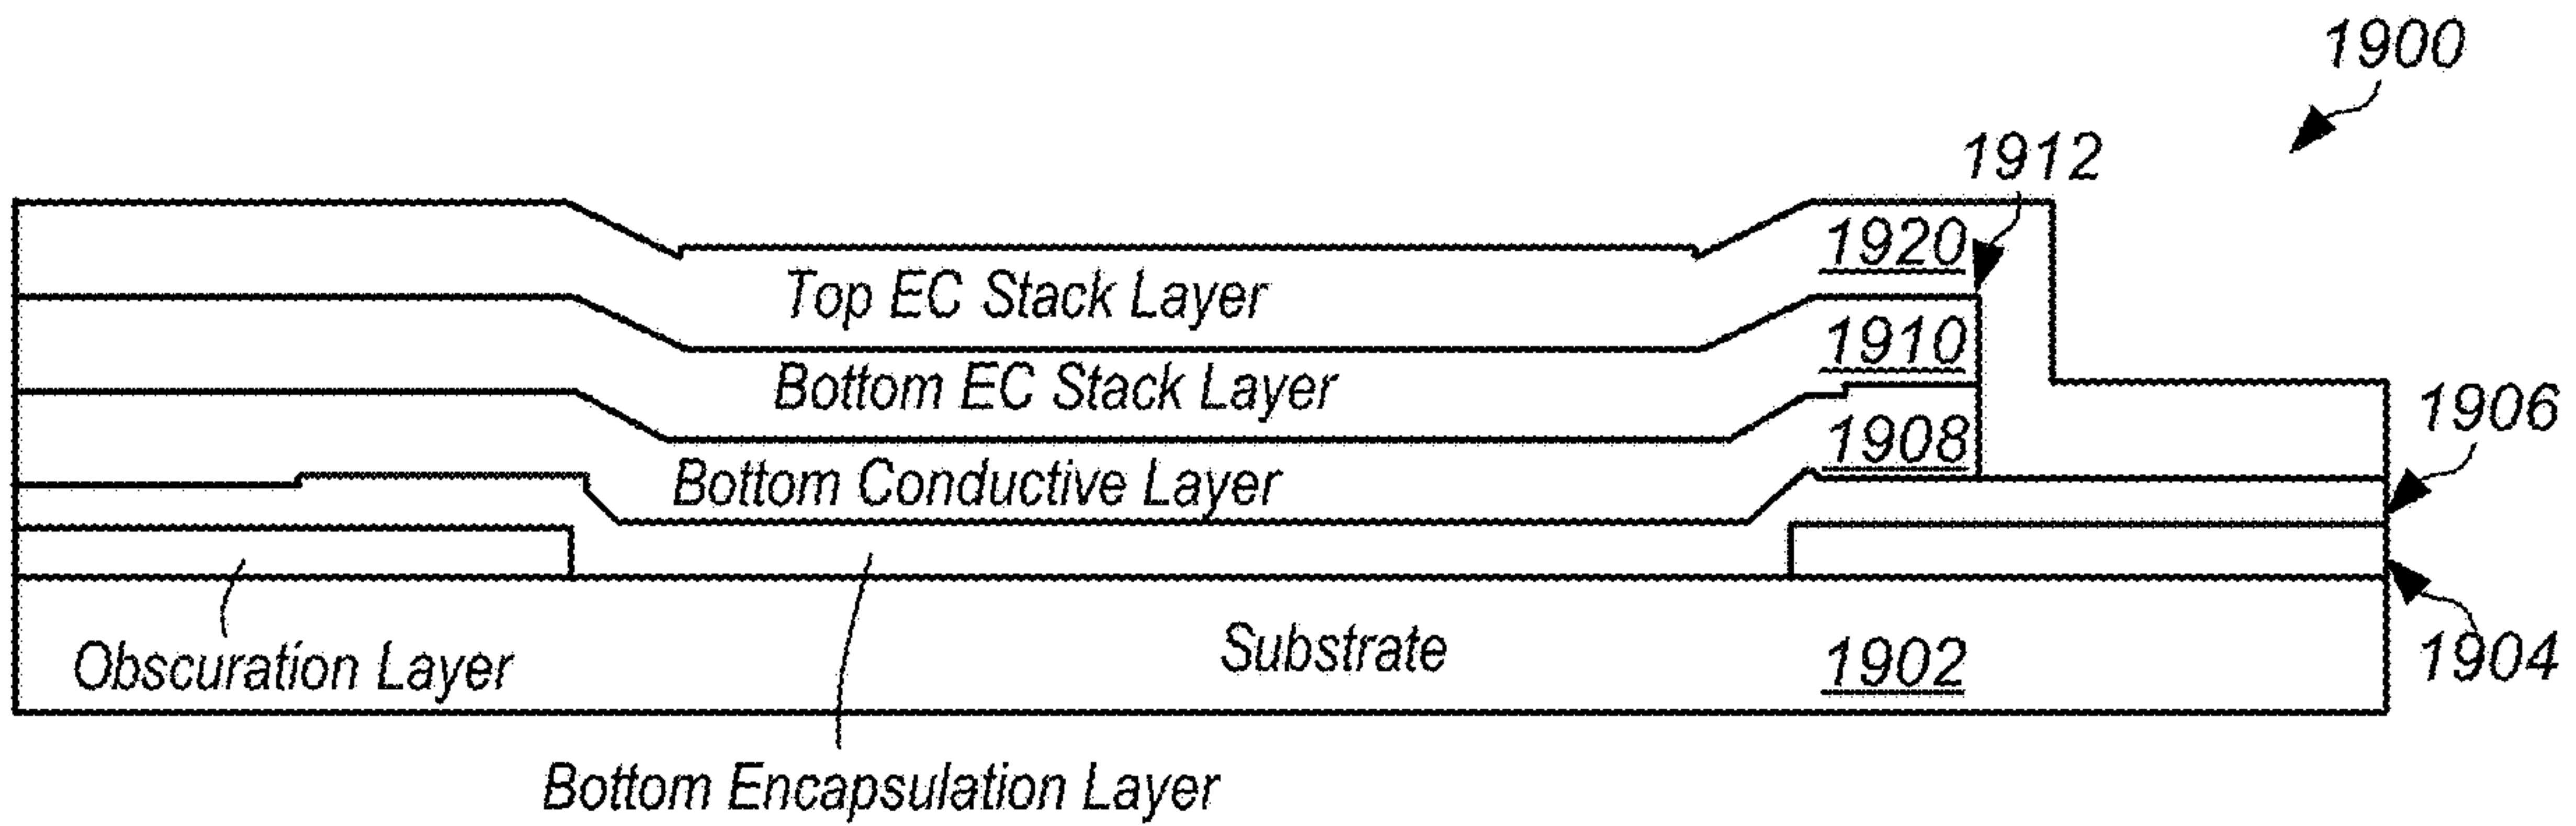 1900
1912
1920
Top EC Stack Layer
1910
Bottom EC Stack Layer
1906
1908
Bottom Conductive Layer
Substrate
1902
1904
Obscuration Layer
Bottom Encapsulation Layer